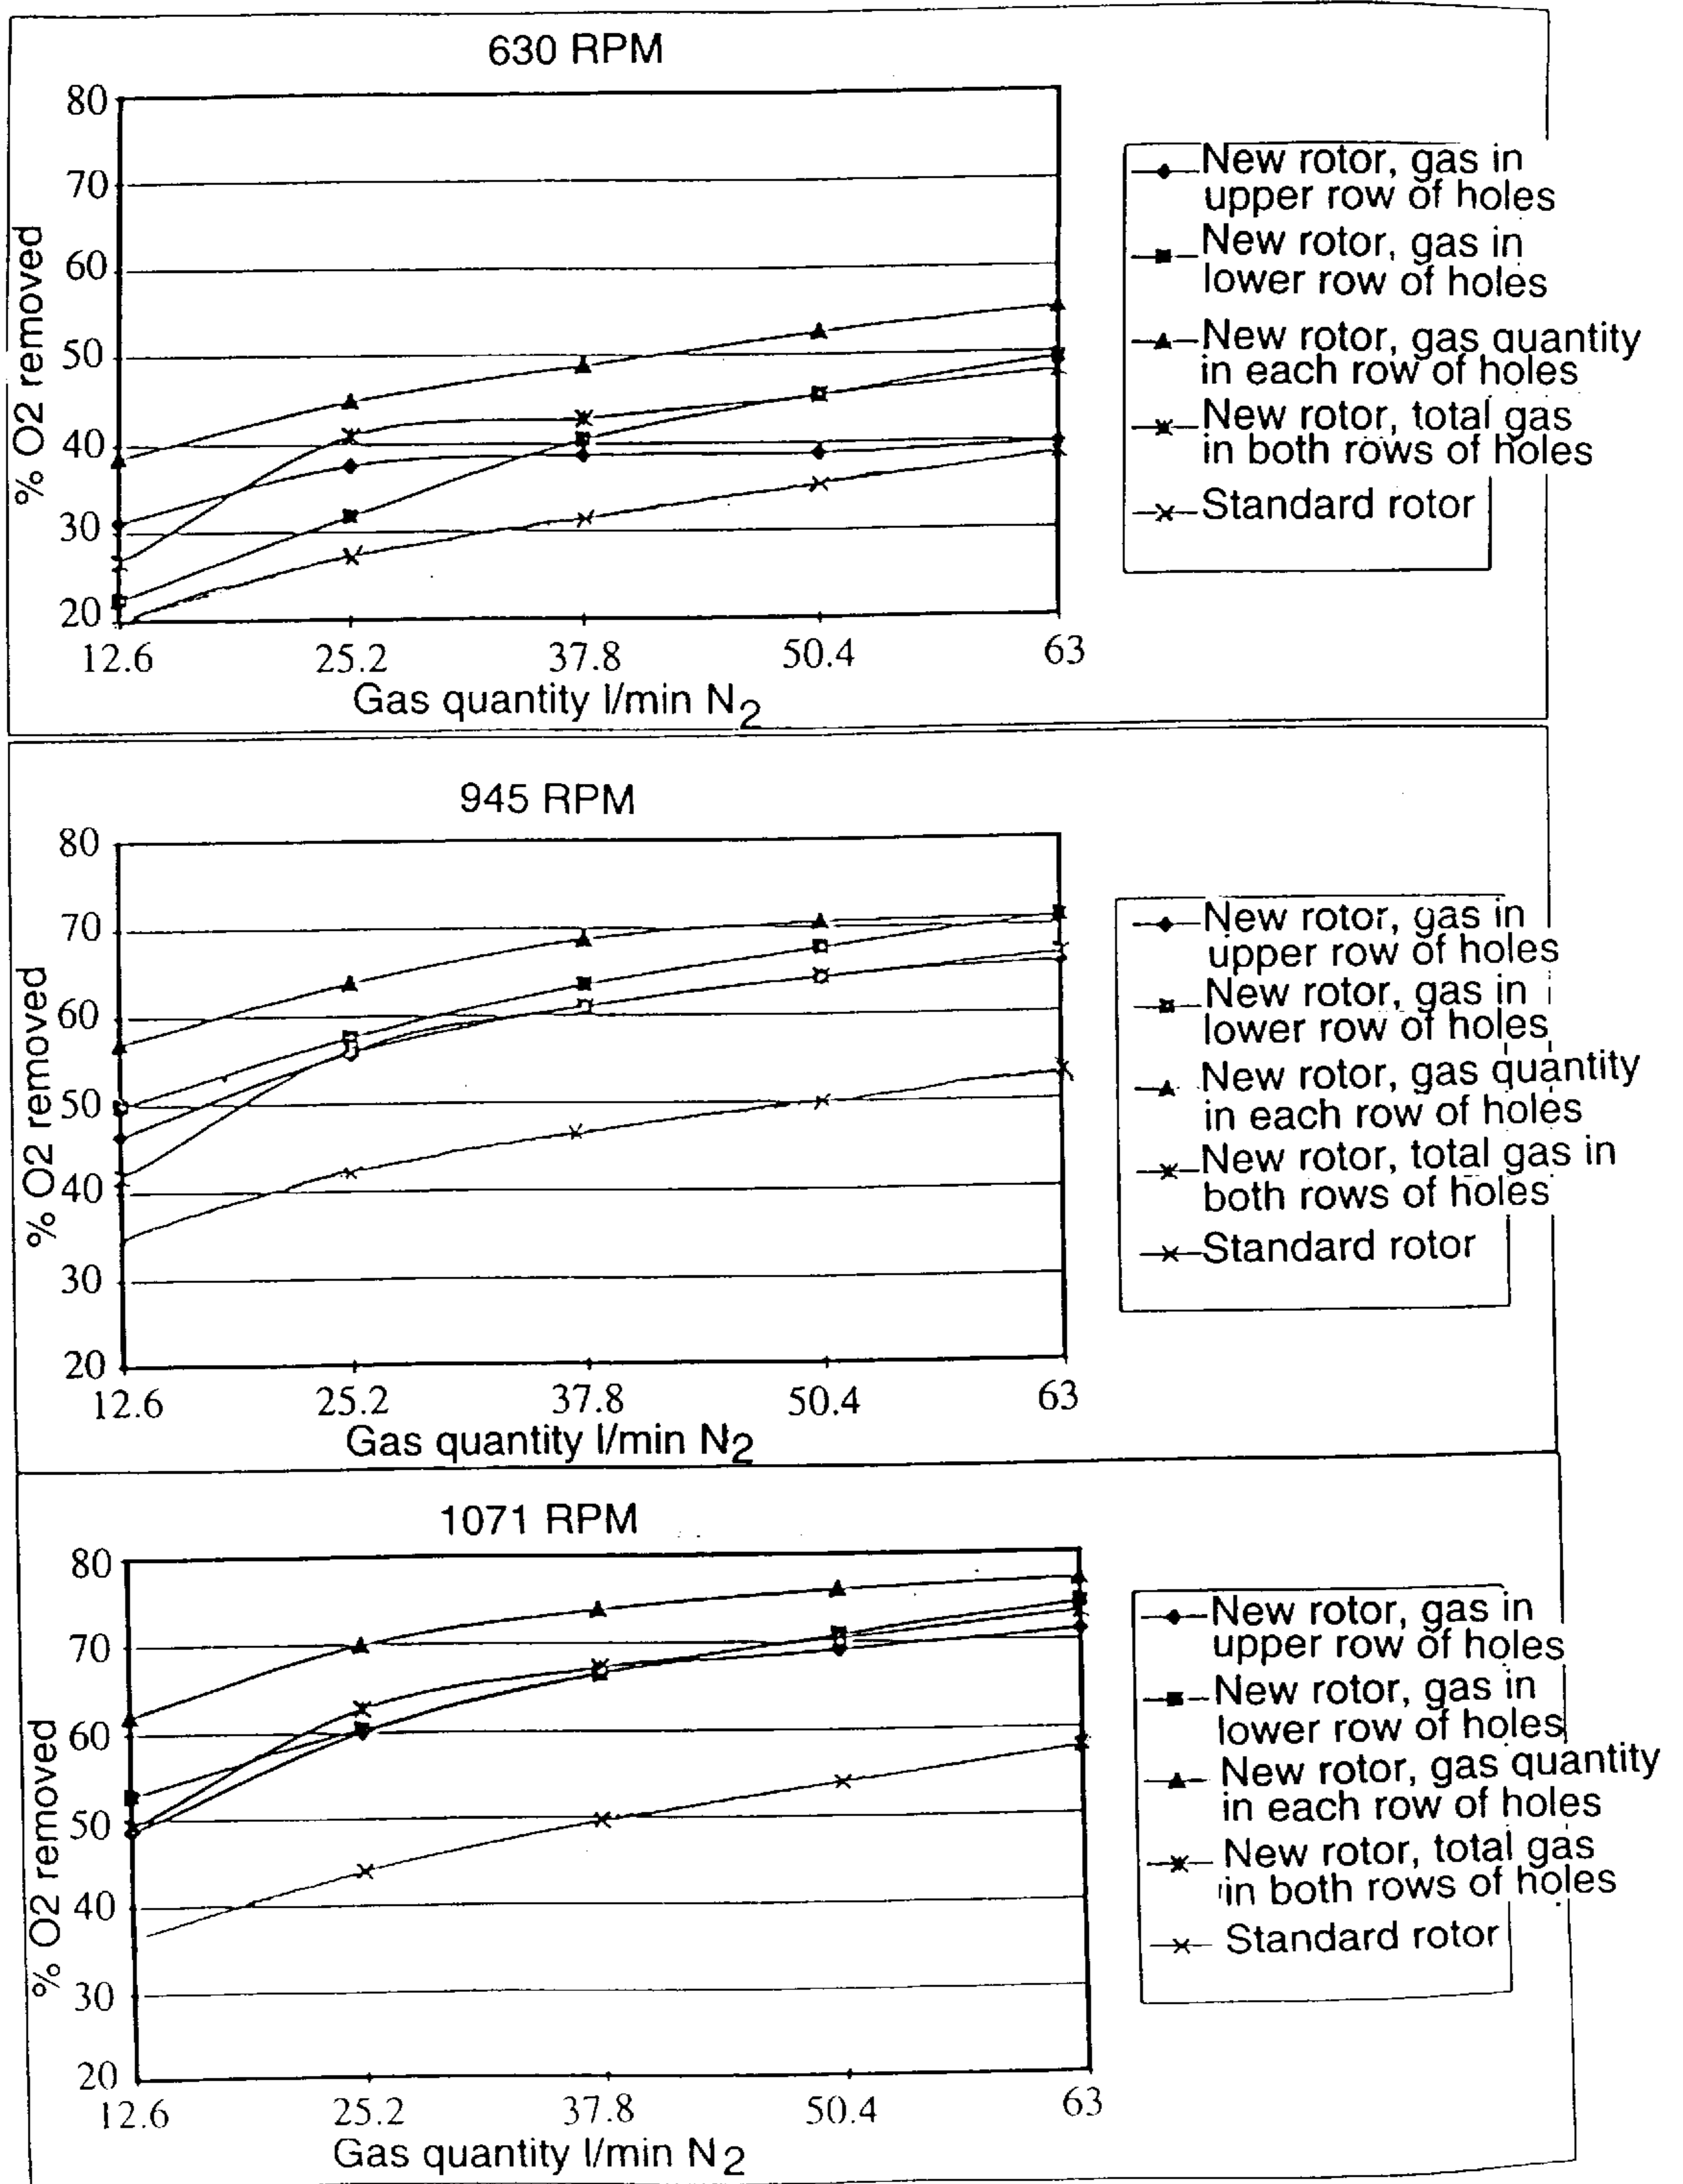 630 RPM
80
70
60
50
40
30
20
% O2 removed
12.6 25.2 37.8 50.4 63
Gas quantity l/min N2
New rotor, gas in
upper row of holes
New rotor, gas in
lower row of holes
New rotor, gas quantity
in each row of holes
New rotor, total gas
in both rows of holes
Standard rotor
945 RPM
80
70
60
50
40
30
20
% O2 removed
12.6 25.2 37.8 50.4 63
Gas quantity l/min N2
New rotor, gas in
upper row of holes
New rotor, gas in
lower row of holes
New rotor, gas quantity
in each row of holes
New rotor, total gas in
both rows of holes
Standard rotor
1071 RPM
80
70
60
50
40
30
20
% O2 removed
12.6 25.2 37.8 50.4 63
Gas quantity l/min N2
New rotor, gas in
upper row of holes
New rotor, gas in
lower row of holes
New rotor, gas quantity
in each row of holes
New rotor, total gas
in both rows of holes
Standard rotor